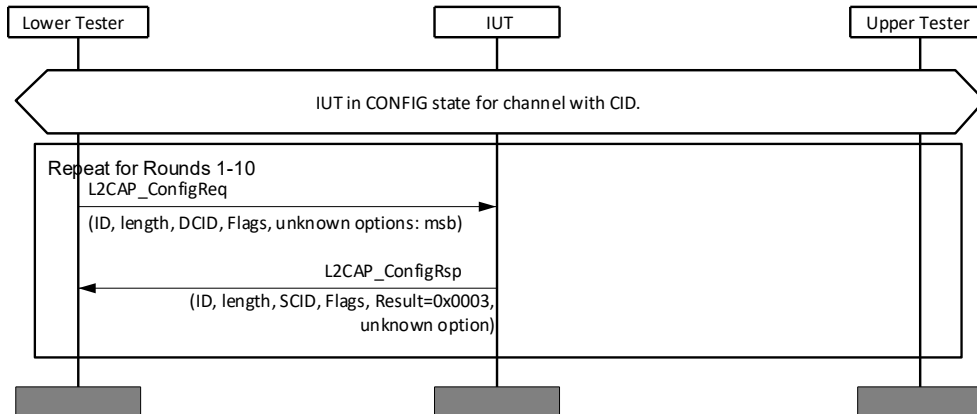 Lower Tester
IUT
Upper Tester
IUT in CONFIG state for channel with CID.
Repeat for Rounds 1-10
L2CAP_ConfigReq
(ID, length, DCID, Flags, unknown options: msb)
L2CAP_ConfigRsp
(ID, length, SCID, Flags, Result=0x0003,
unknown option)